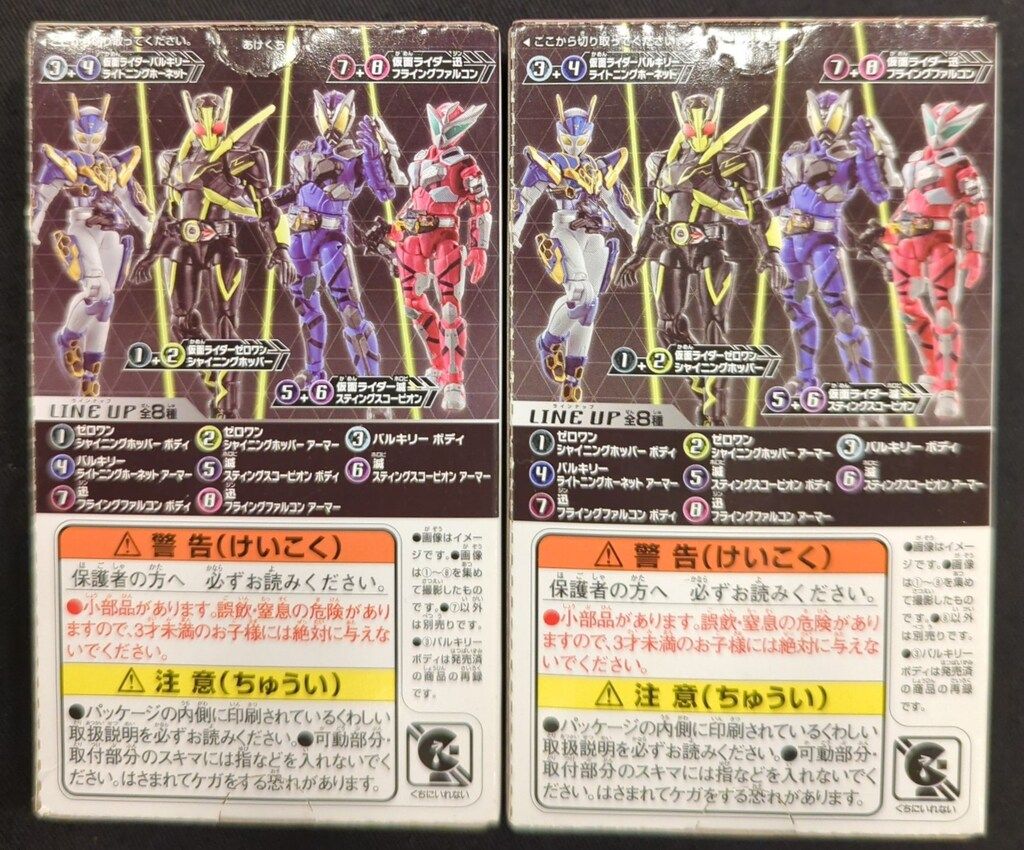 ここから切り取ってください。
あけくち
3+4 仮面ライダーバルキリー
ライトニングホーネット
7+8 仮面ライダー迅
フライングファルコン
1+2 仮面ライダーゼロワン
シャイニングホッパー
5+6 仮面ライダー滅
スティングスコーピオン
LINE UP 全8種
1 ゼロワン シャイニングホッパー ボディ
2 ゼロワン シャイニングホッパー アーマー
3 バルキリー ボディ
4 バルキリー ライトニングホーネット アーマー
5 滅 スティングスコーピオン ボディ
6 滅 スティングスコーピオン アーマー
7 迅 フライングファルコン ボディ
8 迅 フライングファルコン アーマー
⚠ 警告(けいこく)
保護者の方へ 必ずお読みください。
●小部品があります。誤飲・窒息の危険があり
ますので、3才未満のお子様には絶対に与えな
いでください。
⚠ 注意(ちゅうい)
●パッケージの内側に印刷されているくわしい
取扱説明を必ずお読みください。●可動部分・
取付部分のスキマには指などを入れないでくだ
さい。はさまれてケガをする恐れがあります。
●画像はイメー
ジです。●画像
は①〜⑧を集め
て撮影したもの
です。●⑦以外
は別売りです。
●③バルキリー
ボディは発売済
の商品の再録
です。
くちにいれない
◀ここから切り取ってください
3+4 仮面ライダーバルキリー
ライトニングホーネット
7+8 仮面ライダー迅
フライングファルコン
1+2 仮面ライダーゼロワン
シャイニングホッパー
5+6 仮面ライダー滅
スティングスコーピオン
LINE UP 全8種
1 ゼロワン シャイニングホッパー ボディ
2 ゼロワン シャイニングホッパー アーマー
3 バルキリー ボディ
4 バルキリー ライトニングホーネット アーマー
5 滅 スティングスコーピオン ボディ
6 滅 スティングスコーピオン アーマー
7 迅 フライングファルコン ボディ
8 迅 フライングファルコン アーマー
⚠ 警告(けいこく)
保護者の方へ 必ずお読みください。
●小部品があります。誤飲・窒息の危険があり
ますので、3才未満のお子様には絶対に与えな
いでください。
⚠ 注意(ちゅうい)
●パッケージの内側に印刷されているくわしい
取扱説明を必ずお読みください。●可動部分・
取付部分のスキマには指などを入れないでくだ
さい。はさまれてケガをする恐れがあります。
●画像はイメー
ジです。●画像
は①〜⑧を集め
て撮影したもの
です。●⑧以外
は別売りです。
●③バルキリー
ボディは発売済
の商品の再録
です。
くちにいれない